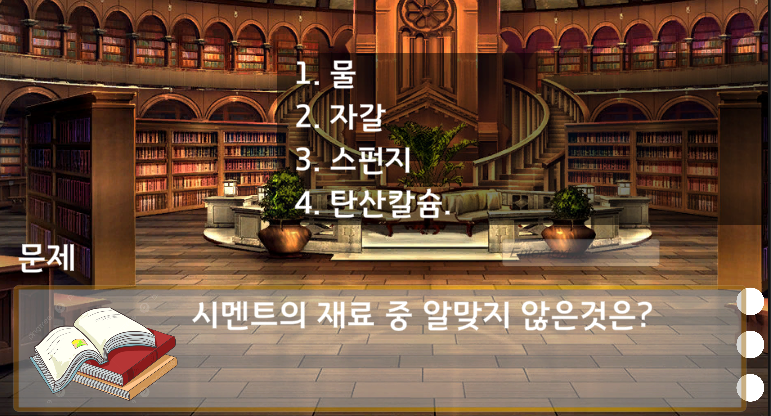 1. 물
2. 자갈
3. 스펀지
4. 탄산칼슘.
문제
시멘트의 재료 중 알맞지 않은것은?